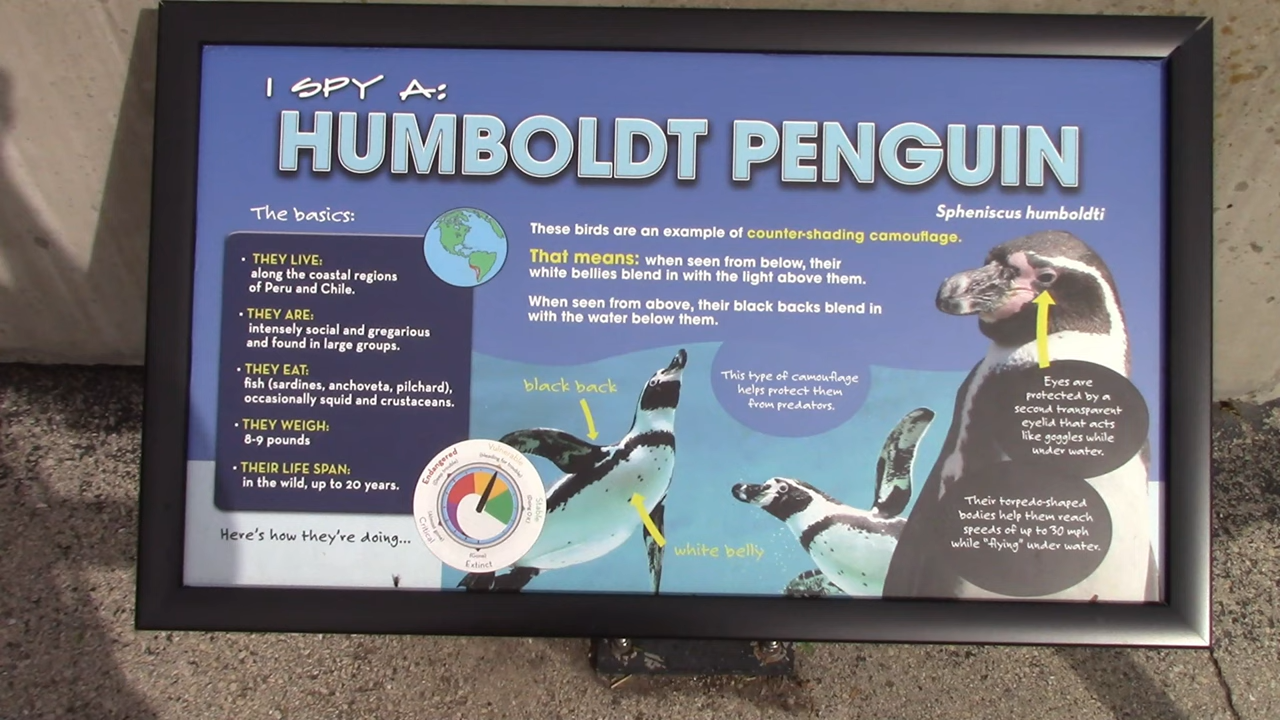 I SPY A:
HUMBOLDT PENGUIN
Spheniscus humboldti
The basics:
• THEY LIVE:
along the coastal regions
of Peru and Chile.
• THEY ARE:
intensely social and gregarious
and found in large groups.
• THEY EAT:
fish (sardines, anchoveta, pilchard),
occasionally squid and crustaceans.
• THEY WEIGH:
8-9 pounds
• THEIR LIFE SPAN:
in the wild, up to 20 years.
Here's how they're doing...
Endangered
Vulnerable
(Heading for trouble)
Stable
(Doing O.K.)
Critical
(Gone)
Extinct
These birds are an example of counter-shading camouflage.
That means: when seen from below, their
white bellies blend in with the light above them.
When seen from above, their black backs blend in
with the water below them.
This type of camouflage
helps protect them
from predators.
black back
white belly
Eyes are
protected by a
second transparent
eyelid that acts
like goggles while
under water.
Their torpedo-shaped
bodies help them reach
speeds of up to 30 mph
while "flying" under water.